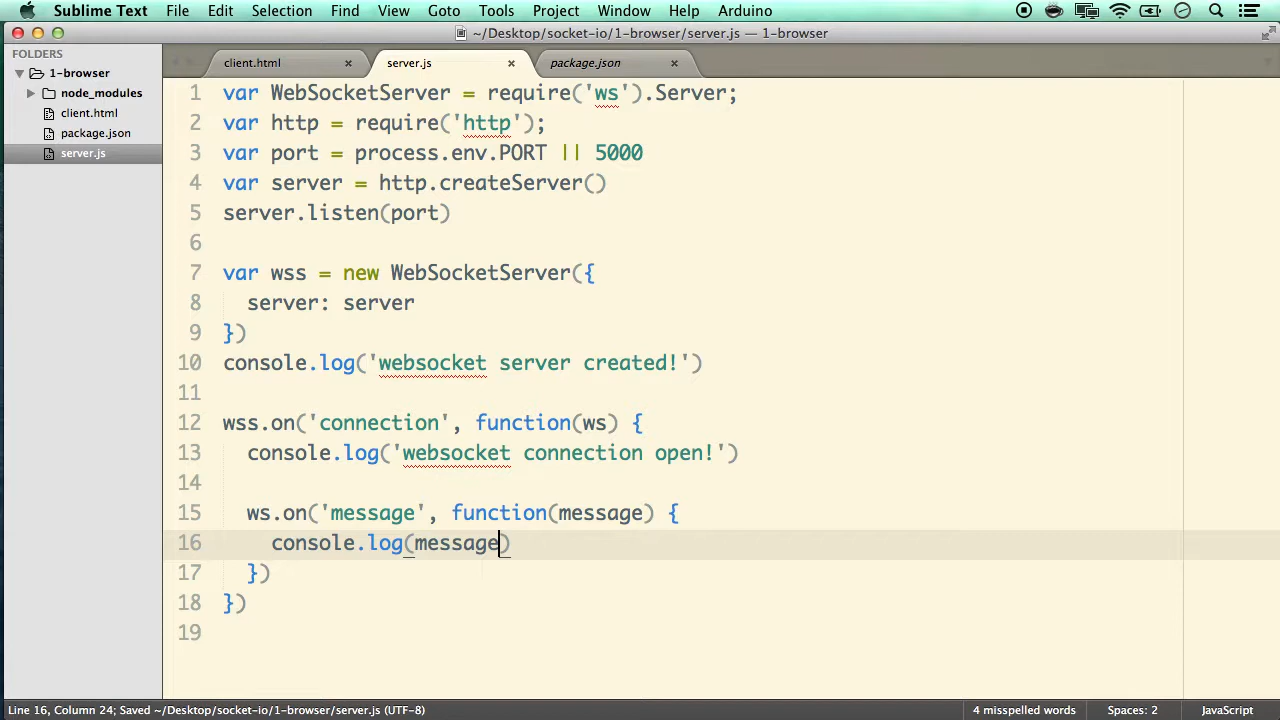 Sublime Text File Edit Selection Find View Goto Tools Project Window Help Arduino
~/Desktop/socket-io/1-browser/server.js — 1-browser
FOLDERS
1-browser
node_modules
client.html
package.json
server.js
client.html × server.js × package.json ×
1 var WebSocketServer = require('ws').Server;
2 var http = require('http');
3 var port = process.env.PORT || 5000
4 var server = http.createServer()
5 server.listen(port)
6
7 var wss = new WebSocketServer({
8 server: server
9 })
10 console.log('websocket server created!')
11
12 wss.on('connection', function(ws) {
13 console.log('websocket connection open!')
14
15 ws.on('message', function(message) {
16 console.log(message)
17 })
18 })
19
Line 16, Column 24; Saved ~/Desktop/socket-io/1-browser/server.js (UTF-8) 4 misspelled words Spaces: 2 JavaScript